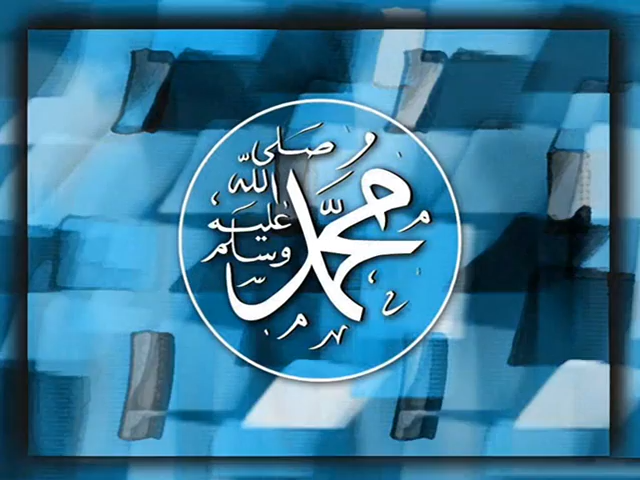 محمد
صلى
الله
عليه
وسلم